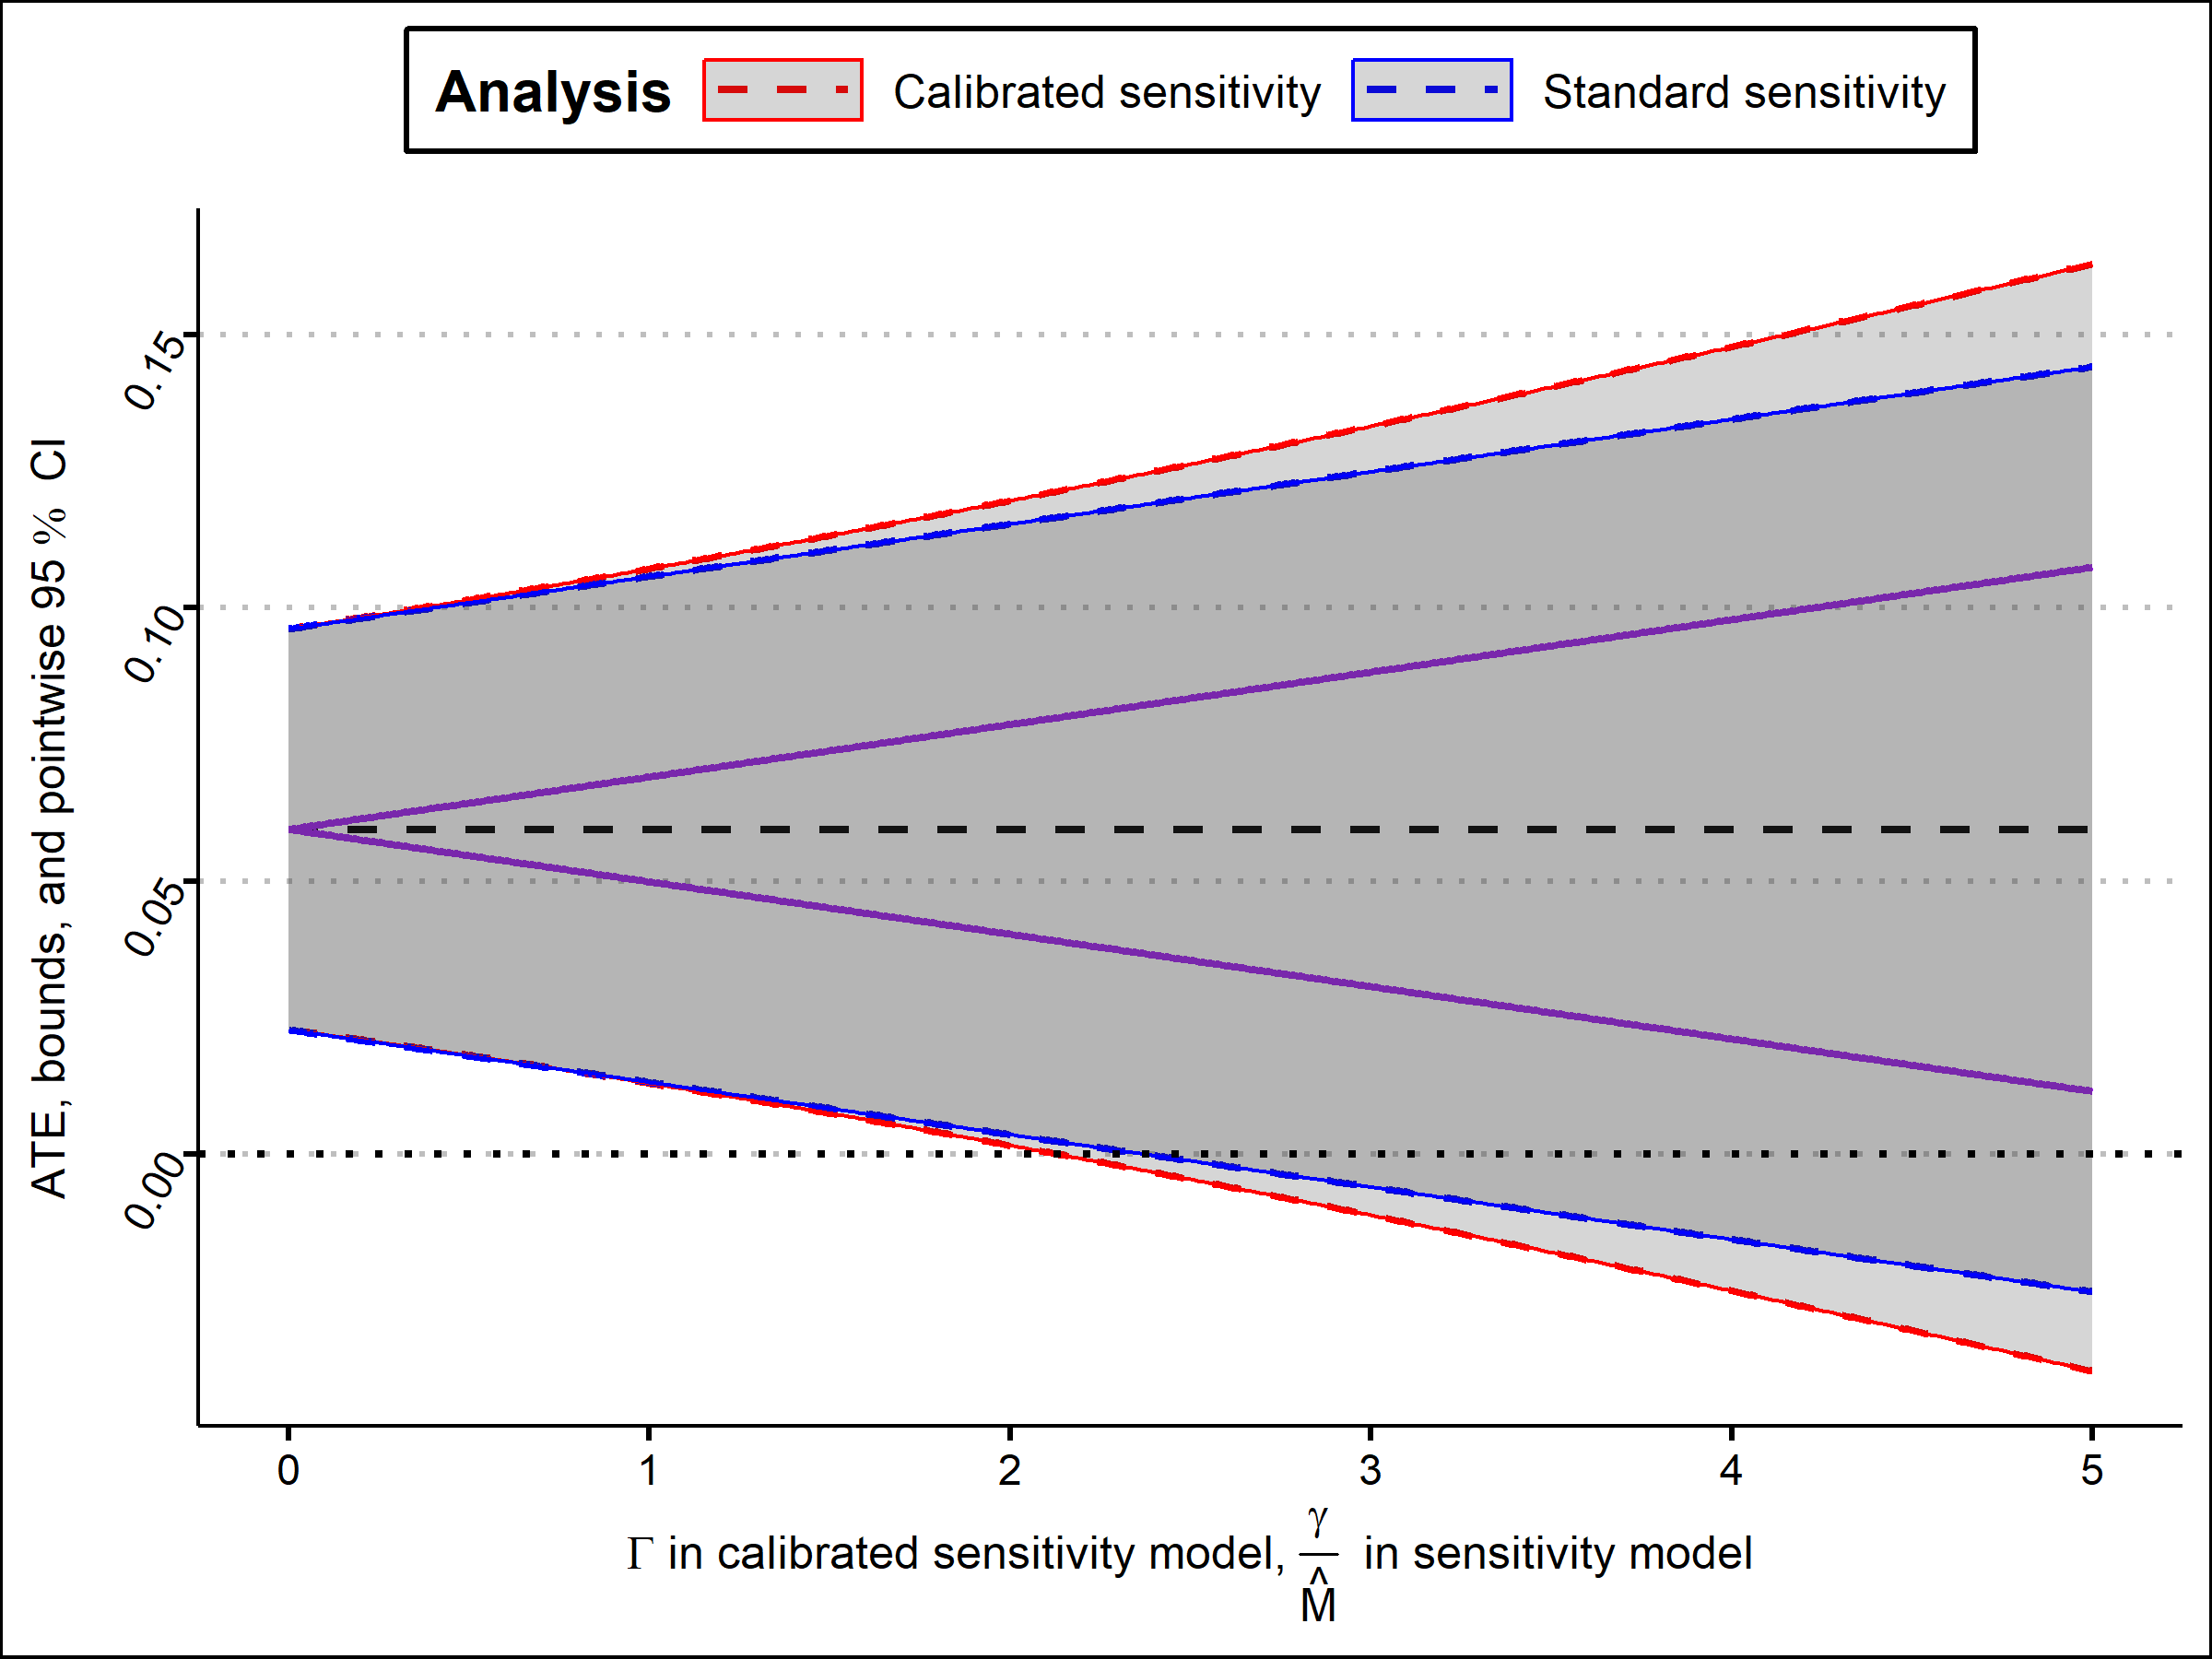 Analysis Calibrated sensitivity Standard sensitivity
ATE, bounds, and pointwise 95 % CI
0.15
0.10
0.05
0.00
0 1 2 3 4 5
Γ in calibrated sensitivity model, γ/M̂ in sensitivity model